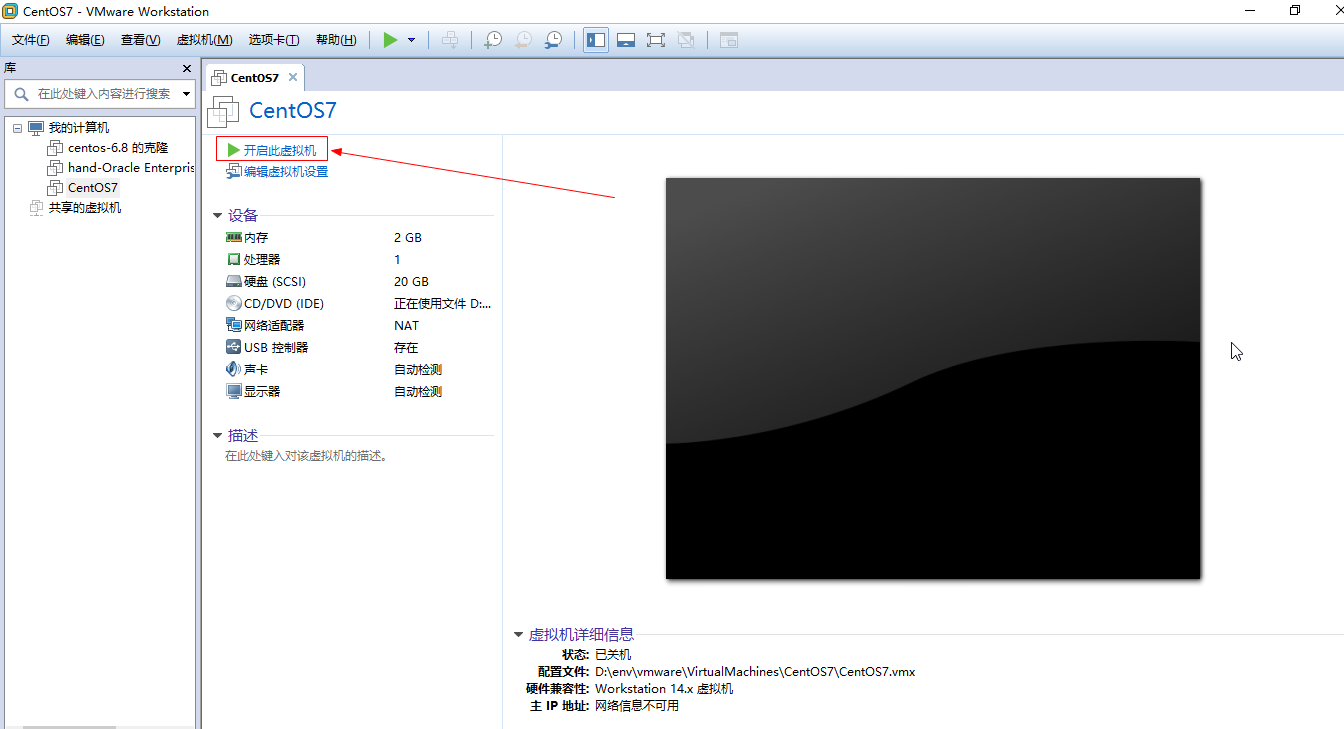 CentOS7 - VMware Workstation
文件(F) 编辑(E) 查看(V) 虚拟机(M) 选项卡(T) 帮助(H)
库
在此处键入内容进行搜索
我的计算机
centos-6.8 的克隆
hand-Oracle Enterpris
CentOS7
共享的虚拟机
CentOS7
CentOS7
开启此虚拟机
编辑虚拟机设置
设备
内存 2 GB
处理器 1
硬盘 (SCSI) 20 GB
CD/DVD (IDE) 正在使用文件 D:...
网络适配器 NAT
USB 控制器 存在
声卡 自动检测
显示器 自动检测
描述
在此处键入对该虚拟机的描述。
虚拟机详细信息
状态: 已关机
配置文件: D:\env\vmware\VirtualMachines\CentOS7\CentOS7.vmx
硬件兼容性: Workstation 14.x 虚拟机
主 IP 地址: 网络信息不可用